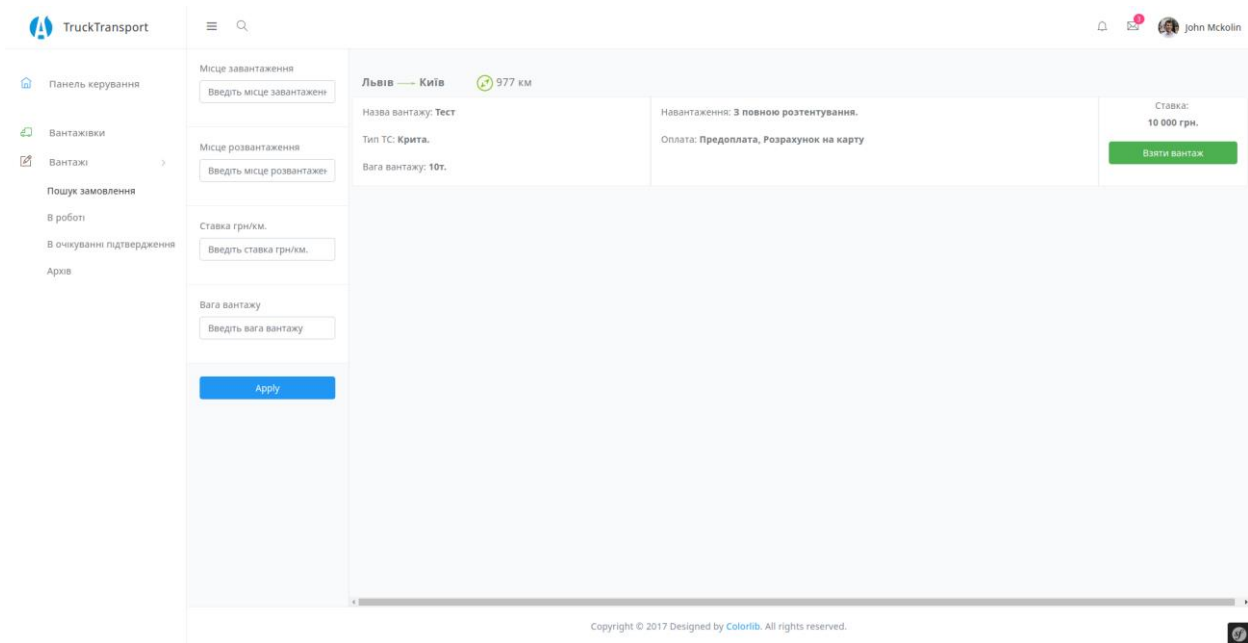 TruckTransport
3
John Mckolin
Панель керування
Вантажівки
Вантажі
Пошук замовлення
В роботі
В очікуванні підтвердження
Архів
Місце завантаження
Введіть місце завантажен
Місце розвантаження
Введіть місце розвантажен
Ставка грн/км.
Введіть ставка грн/км.
Вага вантажу
Введіть вага вантажу
Apply
Львів Київ 977 км
Назва вантажу: Тест
Тип ТС: Крита.
Вага вантажу: 10т.
Навантаження: З повною розтентування.
Оплата: Предоплата, Розрахунок на карту
Ставка:
10 000 грн.
Взяти вантаж
Copyright © 2017 Designed by Colorlib. All rights reserved.